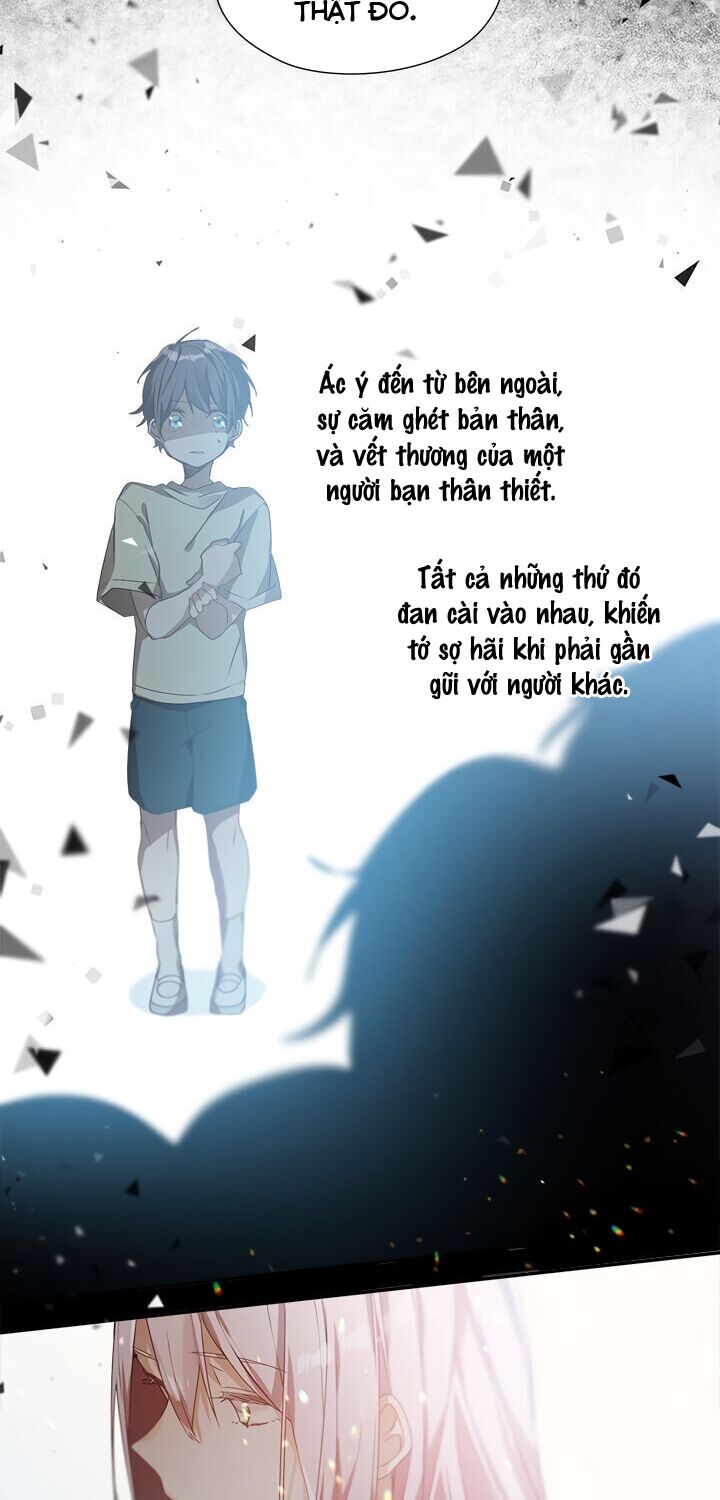 THẬT ĐÓ.
Ác ý đến từ bên ngoài,
sự căm ghét bản thân,
và vết thương của một
người bạn thân thiết.
Tất cả những thứ đó
đan cài vào nhau, khiến
tớ sợ hãi khi phải gần
gũi với người khác.